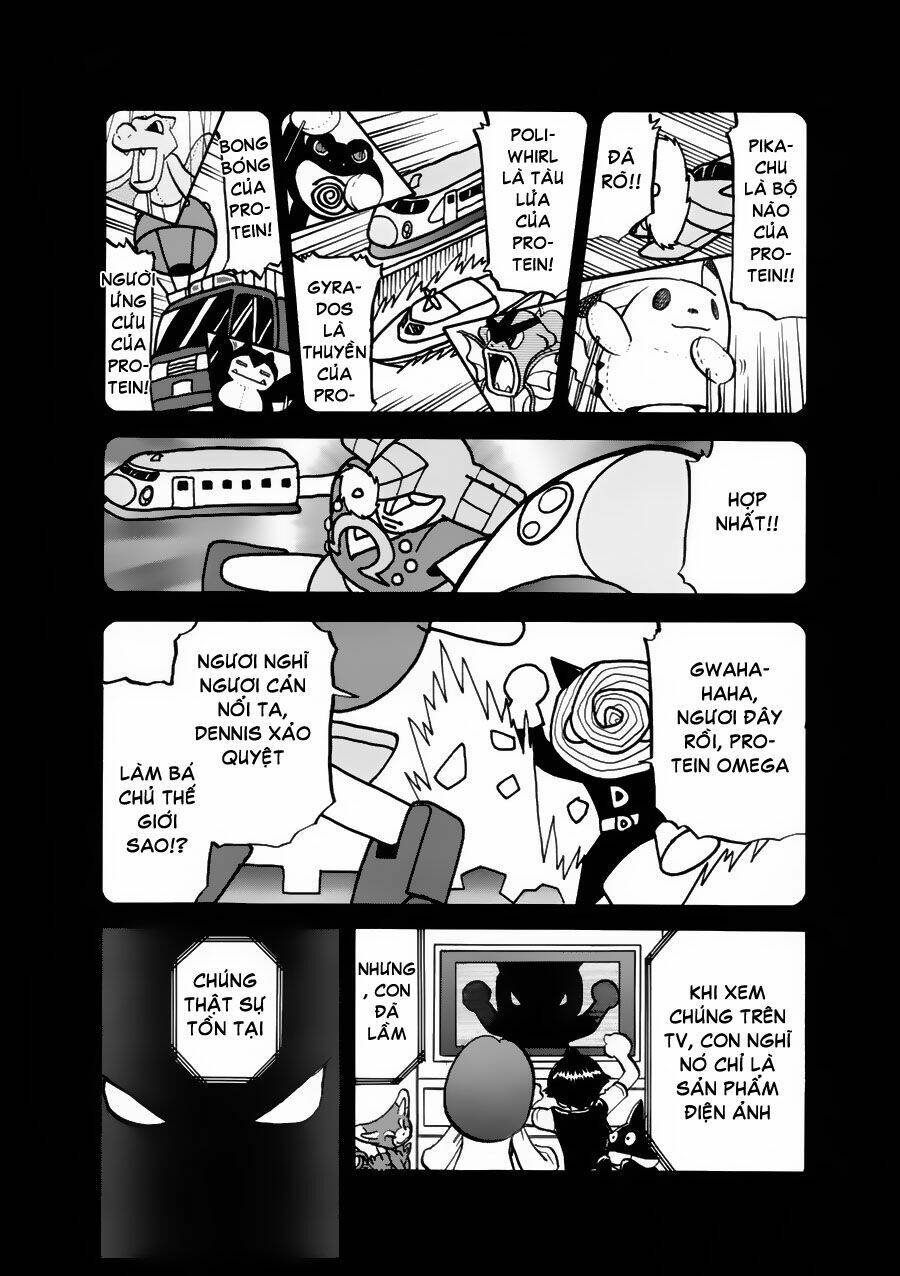 PIKA-
CHU
LÀ BỘ
NÃO
CỦA
PRO-
TEIN!!
ĐÃ
RÕ!!
POLI-
WHIRL
LÀ TÀU
LỬA
CỦA
PRO-
TEIN!
GYRA-
DOS
LÀ
THUYỀN
CỦA
PRO-
BONG
BÓNG
CỦA
PRO-
TEIN!
NGƯỜI
ỨNG
CỨU
CỦA
PRO-
TEIN!
HỢP
NHẤT!!
GWAHA-
HAHA,
NGƯƠI ĐÂY
RỒI, PRO-
TEIN OMEGA
NGƯƠI NGHĨ
NGƯƠI CẢN
NỔI TA,
DENNIS XẢO
QUYỆT
LÀM BÁ
CHỦ THẾ
GIỚI
SAO!?
D
D
KHI XEM
CHÚNG TRÊN
TV, CON NGHĨ
NÓ CHỈ LÀ
SẢN PHẨM
ĐIỆN ẢNH
NHƯNG
, CON
ĐÃ
LẦM
CHÚNG
THẬT SỰ
TỒN TẠI